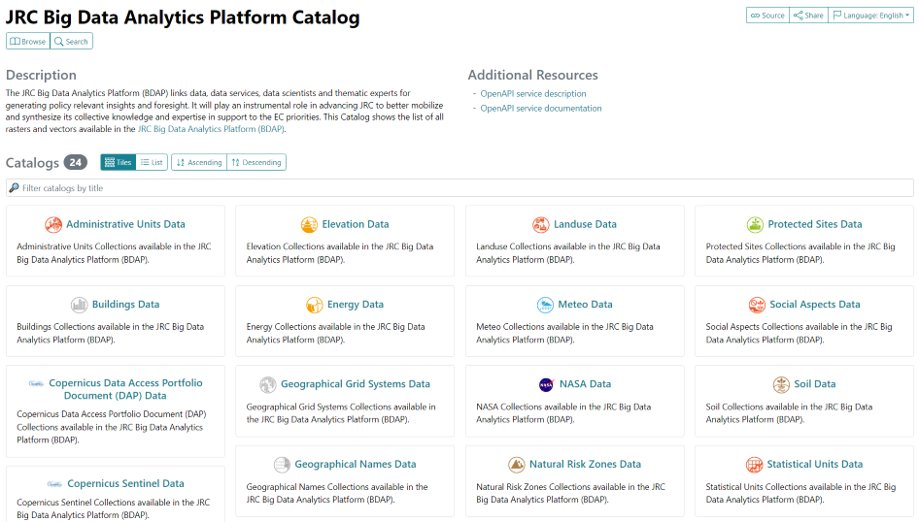 JRC Big Data Analytics Platform Catalog
Source
Share
Language: English
Browse
Search
Description
The JRC Big Data Analytics Platform (BDAP) links data, data services, data scientists and thematic experts for
generating policy relevant insights and foresight. It will play an instrumental role in advancing JRC to better mobilize
and synthesize its collective knowledge and expertise in support to the EC priorities. This Catalog shows the list of all
rasters and vectors available in the JRC Big Data Analytics Platform (BDAP).
Additional Resources
- OpenAPI service description
- OpenAPI service documentation
Catalogs 24
Tiles
List
Ascending
Descending
Filter catalogs by title
Administrative Units Data
Administrative Units Collections available in the JRC
Big Data Analytics Platform (BDAP).
Elevation Data
Elevation Collections available in the JRC Big Data
Analytics Platform (BDAP).
Landuse Data
Landuse Collections available in the JRC Big Data
Analytics Platform (BDAP).
Protected Sites Data
Protected Sites Collections available in the JRC Big
Data Analytics Platform (BDAP).
Buildings Data
Buildings Collections available in the JRC Big Data
Analytics Platform (BDAP).
Energy Data
Energy Collections available in the JRC Big Data
Analytics Platform (BDAP).
Meteo Data
Meteo Collections available in the JRC Big Data
Analytics Platform (BDAP).
Social Aspects Data
Social Aspects Collections available in the JRC Big
Data Analytics Platform (BDAP).
Copernicus Data Access Portfolio
Document (DAP) Data
Copernicus Data Access Portfolio Document (DAP)
Collections available in the JRC Big Data Analytics
Platform (BDAP).
Geographical Grid Systems Data
Geographical Grid Systems Collections available in
the JRC Big Data Analytics Platform (BDAP).
NASA
NASA Data
NASA Collections available in the JRC Big Data
Analytics Platform (BDAP).
Soil Data
Soil Collections available in the JRC Big Data
Analytics Platform (BDAP).
Copernicus Sentinel Data
Copernicus Sentinel Collections available in the JRC
Big Data Analytics Platform (BDAP).
Geographical Names Data
Geographical Names Collections available in the
JRC Big Data Analytics Platform (BDAP).
Natural Risk Zones Data
Natural Risk Zones Collections available in the JRC
Big Data Analytics Platform (BDAP).
Statistical Units Data
Statistical Units Collections available in the JRC Big
Data Analytics Platform (BDAP).